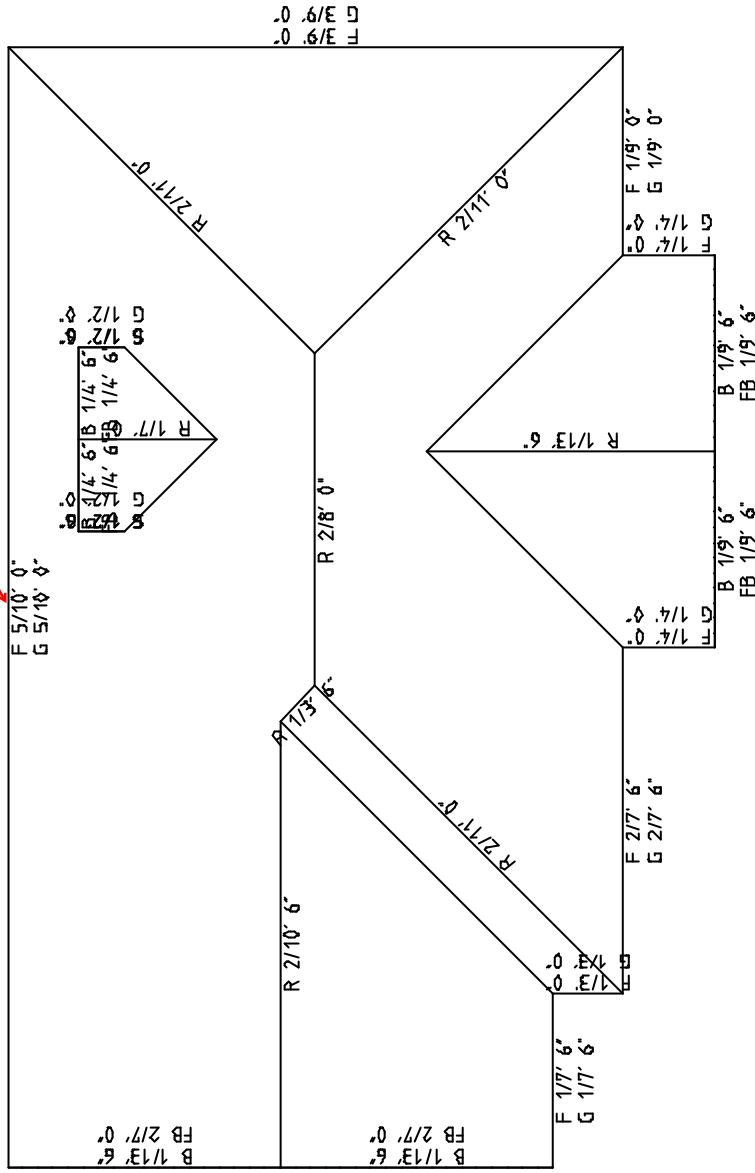 G 3/9' 0"
F 3/9' 0"
R 2/11' 0"
F 1/9' 0"
G 1/9' 0"
R 2/11' 0"
G 1/4' 0"
F 1/4' 0"
G 1/2' 0"
B 1/4' 6"
1/4' 6"
R 1/7'
1/4' 6"
1/4' 6"
B 1/9' 6"
FB 1/9' 6"
R 1/13' 6"
R 2/8' 0"
B 1/9' 6"
FB 1/9' 6"
F 5/10' 0"
G 5/10' 0"
G 1/4' 0"
F 1/4' 0"
R 1/3' 6"
F 2/7' 6"
G 2/7' 6"
R 2/11' 0"
R 2/10' 6"
G 1/3' 0"
F 1/3' 0"
F 1/7' 6"
G 1/7' 6"
FB 2/7' 0"
B 1/13' 6"
FB 2/7' 0"
B 1/13' 6"